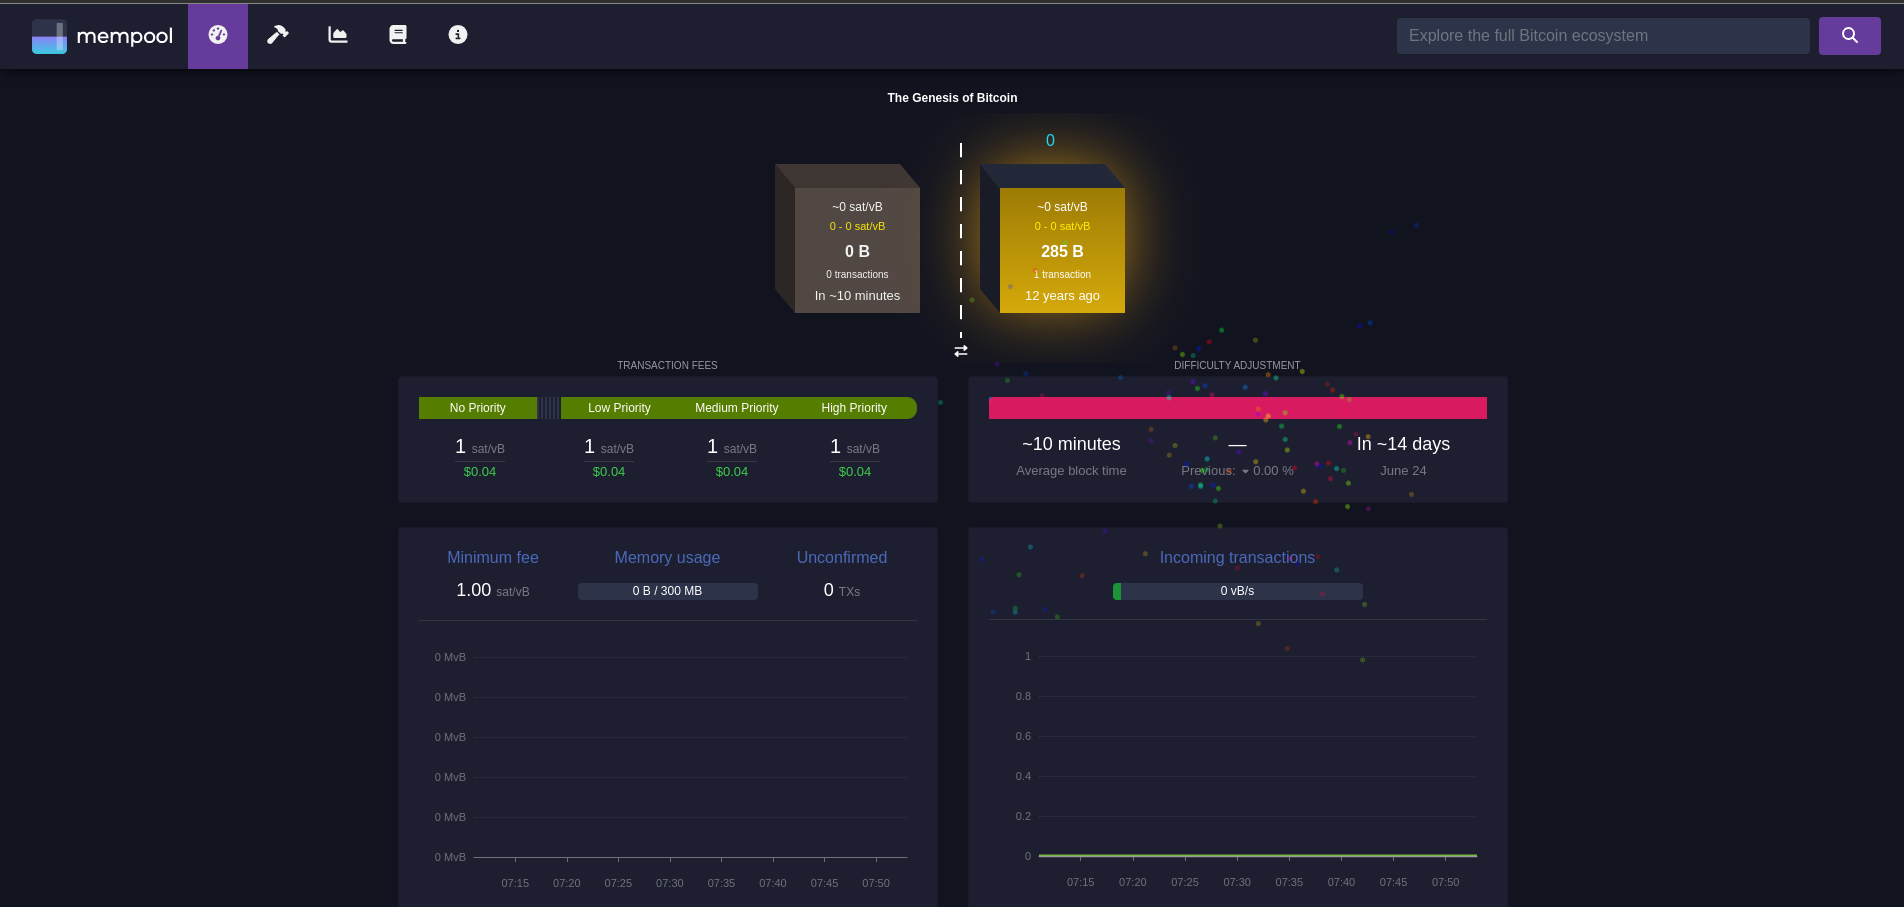 mempool
Explore the full Bitcoin ecosystem
The Genesis of Bitcoin
0
~0 sat/vB
0 - 0 sat/vB
0 B
0 transactions
In ~10 minutes
~0 sat/vB
0 - 0 sat/vB
285 B
1 transaction
12 years ago
TRANSACTION FEES
No Priority Low Priority Medium Priority High Priority
1 sat/vB 1 sat/vB 1 sat/vB 1 sat/vB
$0.04 $0.04 $0.04 $0.04
DIFFICULTY ADJUSTMENT
~10 minutes — In ~14 days
Average block time Previous: 0.00 % June 24
Minimum fee Memory usage Unconfirmed
1.00 sat/vB 0 B / 300 MB 0 TXs
0 MvB
0 MvB
0 MvB
0 MvB
0 MvB
0 MvB
07:15 07:20 07:25 07:30 07:35 07:40 07:45 07:50
Incoming transactions
0 vB/s
1
0.8
0.6
0.4
0.2
0
07:15 07:20 07:25 07:30 07:35 07:40 07:45 07:50